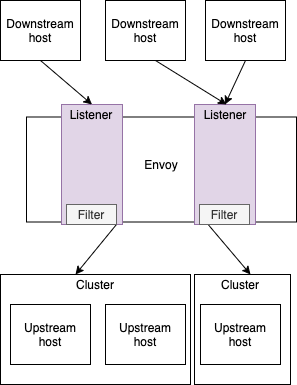 Downstream
host
Downstream
host
Downstream
host
Listener
Listener
Envoy
Filter
Filter
Cluster
Cluster
Upstream
host
Upstream
host
Upstream
host